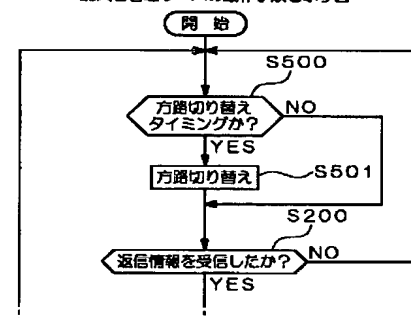 開 始
S500
方路切り替え
タイミングか?
NO
YES
方路切り替え
S501
S200
返信情報を受信したか?
NO
YES